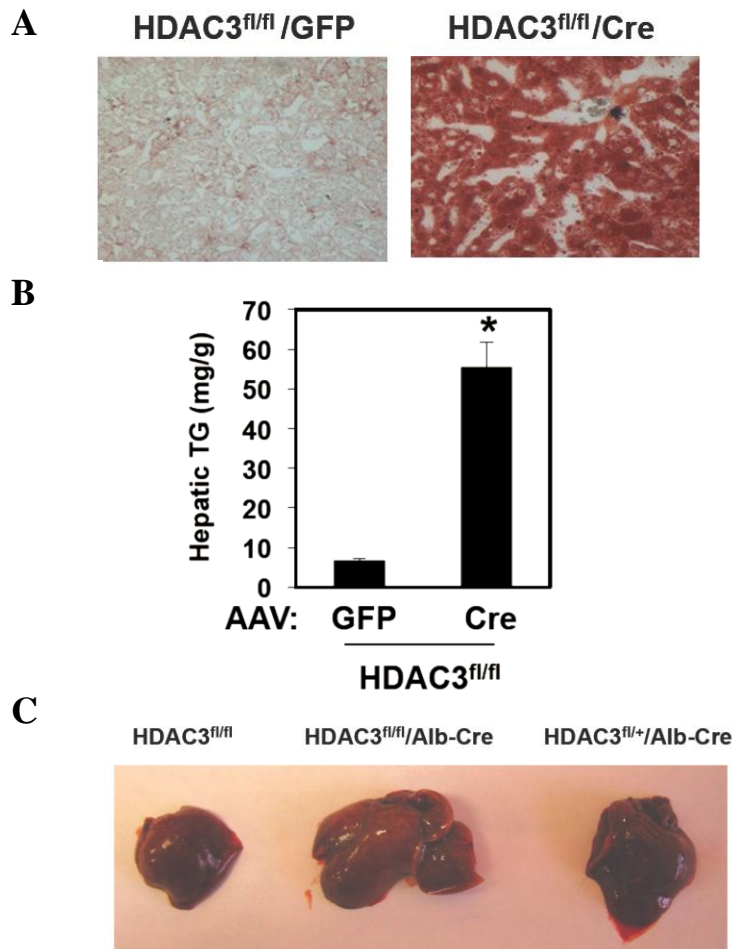 A
HDAC3fl/fl /GFP HDAC3fl/fl/Cre
B
Hepatic TG (mg/g)
70
60
50
40
30
20
10
0
*
AAV: GFP Cre
HDAC3fl/fl
C
HDAC3fl/fl HDAC3fl/fl/Alb-Cre HDAC3fl/+/Alb-Cre